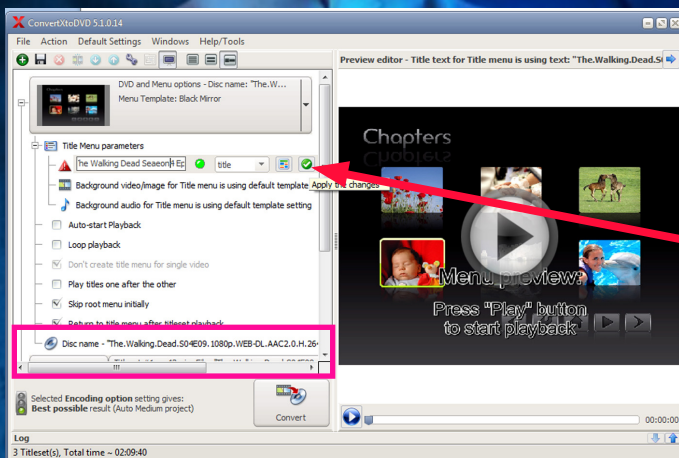 ConvertXtoDVD 5.1.0.14
File Action Default Settings Windows Help/Tools
DVD and Menu options - Disc name: "The.W...
Menu Template: Black Mirror
Title Menu parameters
he Walking Dead Seaeon4 Ep
title
Background video/image for Title menu is using default template
Apply the changes
Background audio for Title menu is using default template setting
Auto-start Playback
Loop playback
Don't create title menu for single video
Play titles one after the other
Skip root menu initially
Return to title menu after titleset playback
Disc name - "The.Walking.Dead.S04E09.1080p.WEB-DL.AAC2.0.H.26
Selected Encoding option setting gives:
Best possible result (Auto Medium project)
Convert
Log
3 Titleset(s), Total time ~ 02:09:40
Preview editor - Title text for Title menu is using text: "The.Walking.Dead.S
Chapters
Menu preview:
Press "Play" button
to start playback
00:00:00